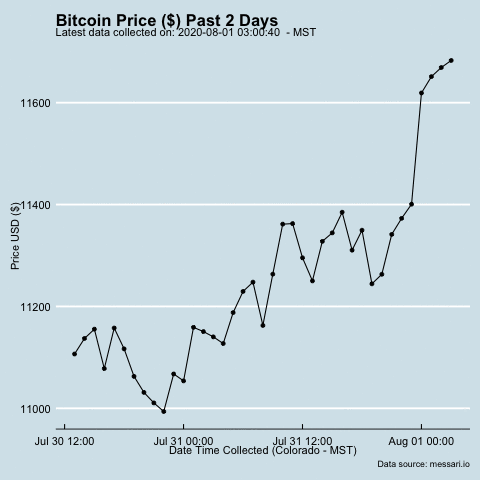 Bitcoin Price ($) Past 2 Days
Latest data collected on: 2020-08-01 03:00:40  - MST
11600
11400
11200
11000
Price USD ($)
Jul 30 12:00 Jul 31 00:00 Jul 31 12:00 Aug 01 00:00
Date Time Collected (Colorado - MST)
Data source: messari.io